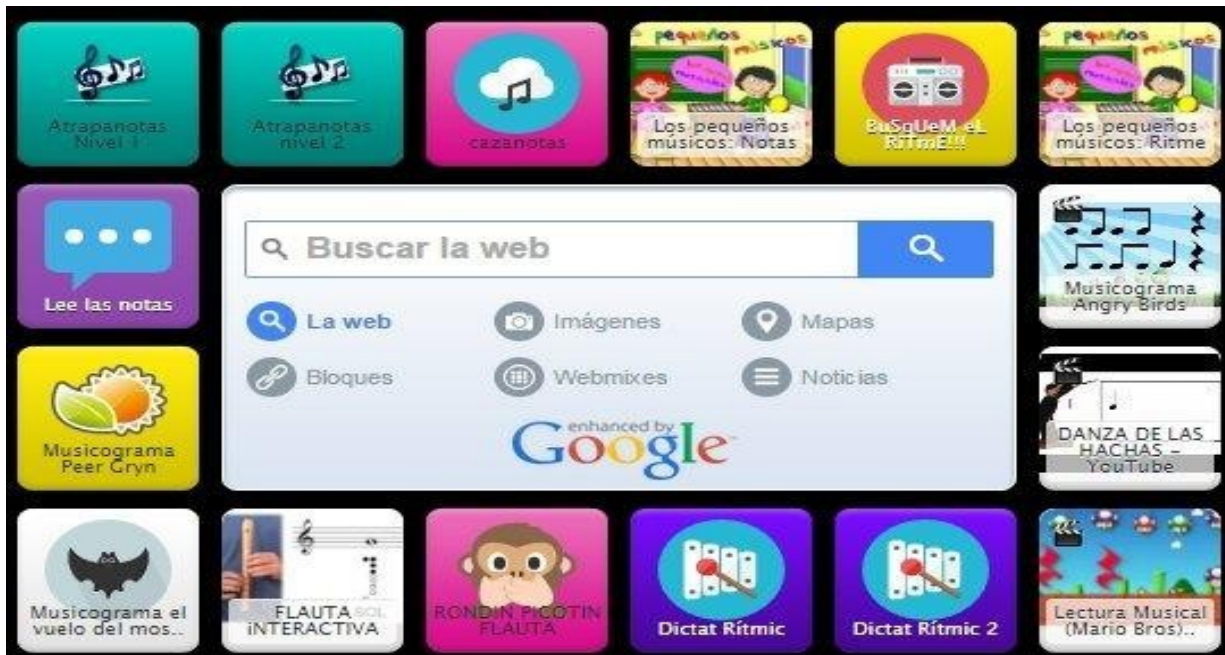 Atrapanotas
Nivel 1
Atrapanotas
nivel 2
cazanotas
pequeños músicos
Los pequeños
músicos: Notas
BuSqUeM eL
RiTmE!!!
pequeños músicos
Los pequeños
músicos: Ritme
Lee las notas
Buscar la web
La web
Imágenes
Mapas
Bloques
Webmixes
Noticias
enhanced by
Google
Musicograma
Angry Birds
Musicograma
Peer Gryn
DANZA DE LAS
HACHAS -
YouTube
Musicograma el
vuelo del mos..
SOL
FLAUTA
iNTERACTIVA
RONDIN PICOTIN
FLAUTA
Dictat Rítmic
Dictat Rítmic 2
Lectura Musical
(Mario Bros)..